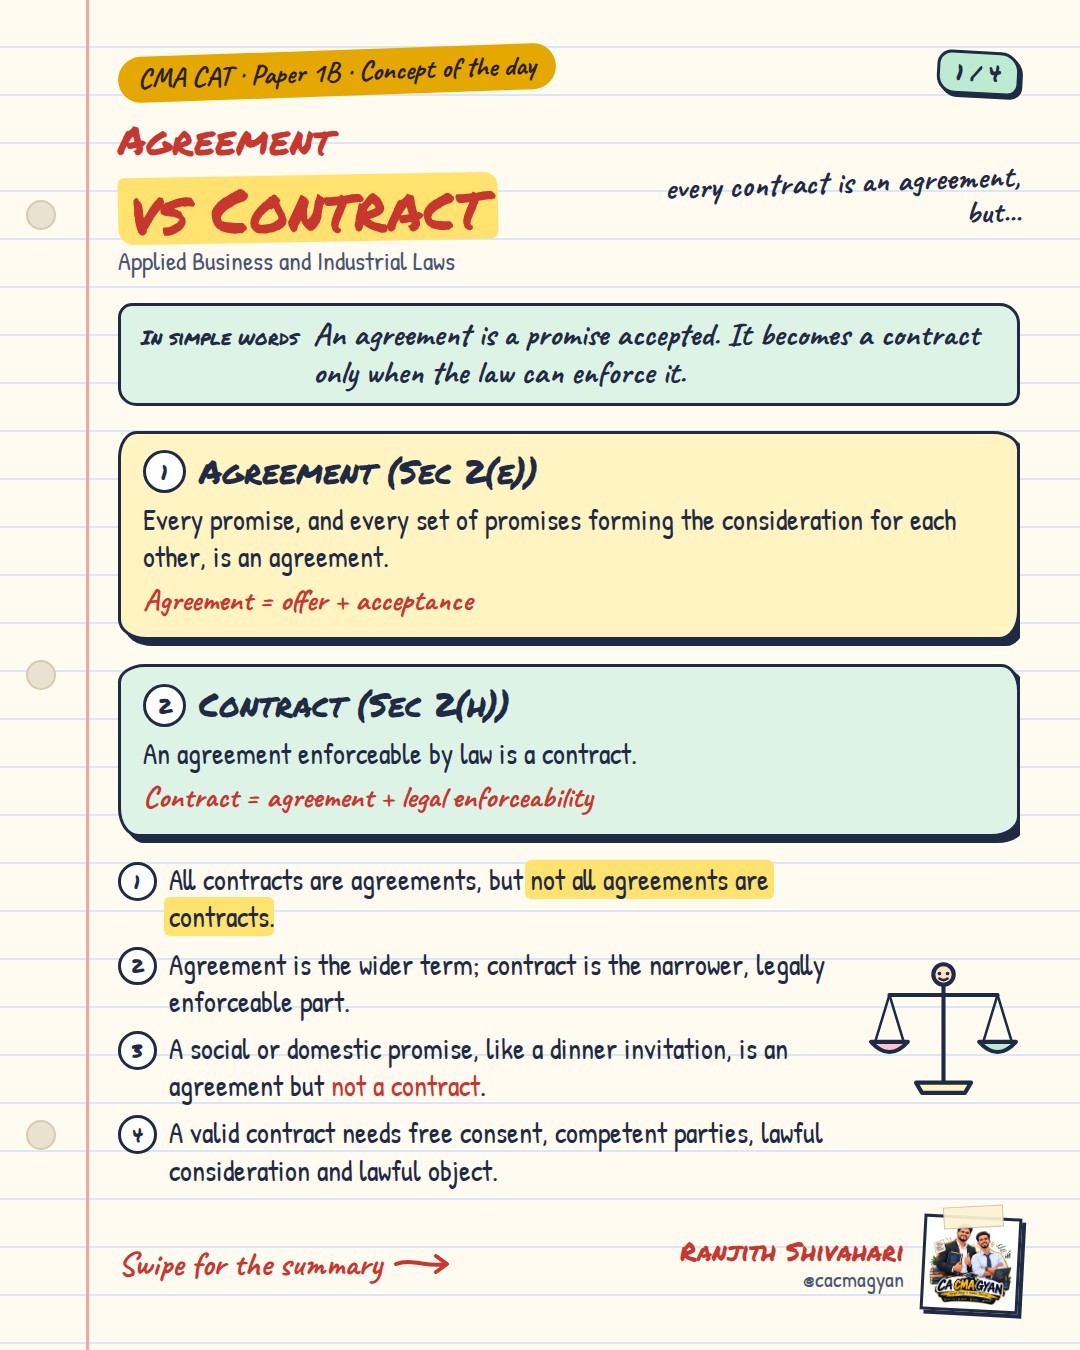 CMA CAT · Paper 1B · Concept of the day
1 / 4
Agreement
vs Contract
every contract is an agreement,
but...
Applied Business and Industrial Laws
In simple words An agreement is a promise accepted. It becomes a contract
only when the law can enforce it.
1 Agreement (Sec 2(e))
Every promise, and every set of promises forming the consideration for each
other, is an agreement.
Agreement = offer + acceptance
2 Contract (Sec 2(h))
An agreement enforceable by law is a contract.
Contract = agreement + legal enforceability
1 All contracts are agreements, but not all agreements are
contracts.
2 Agreement is the wider term; contract is the narrower, legally
enforceable part.
3 A social or domestic promise, like a dinner invitation, is an
agreement but not a contract.
4 A valid contract needs free consent, competent parties, lawful
consideration and lawful object.
Swipe for the summary
Ranjith Shivahari
@cacmagyan
CA CMA GYAN